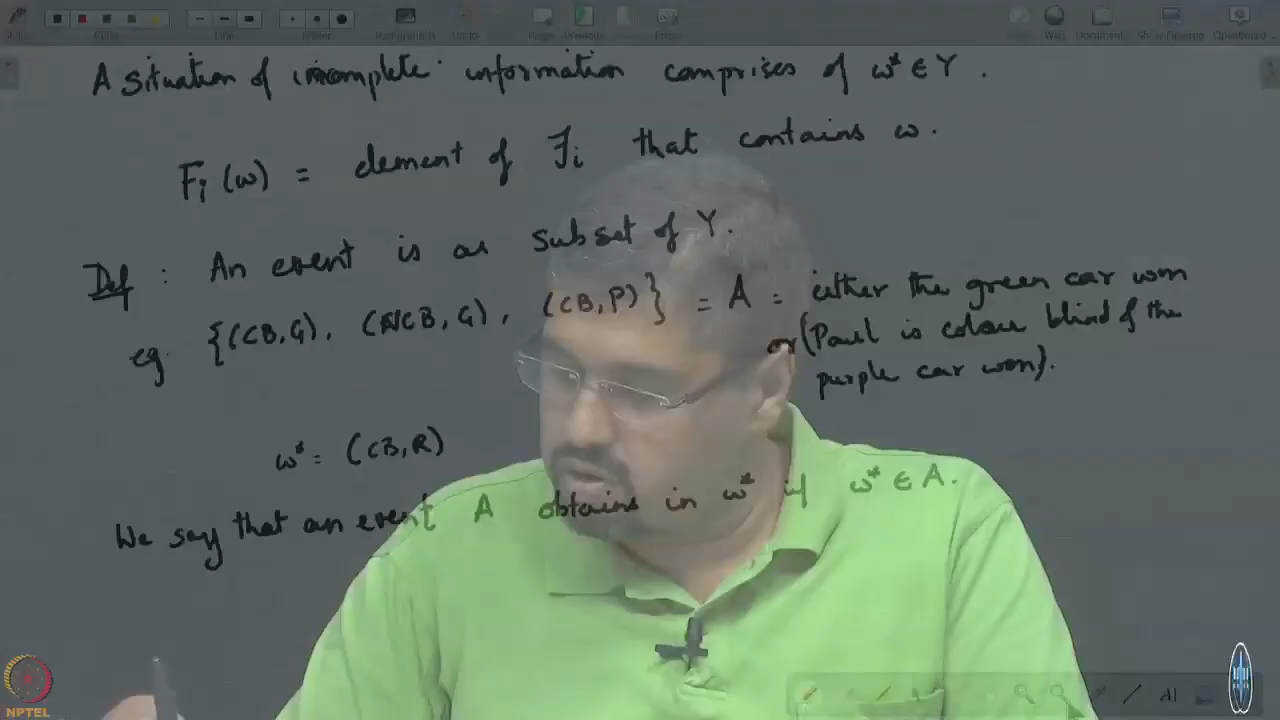 A situation of incomplete information comprises of ω* ∈ Y.
F_i(ω) = element of ℱ_i that contains ω.
Def : An event is a subset of Y.
eg. {(CB,G), (NCB,G), (CB,P)} = A = either the green car won
or (Paul is colour blind & the
purple car won).
ω* = (CB,R)
We say that an event A obtains in ω* if ω* ∈ A.
NPTEL